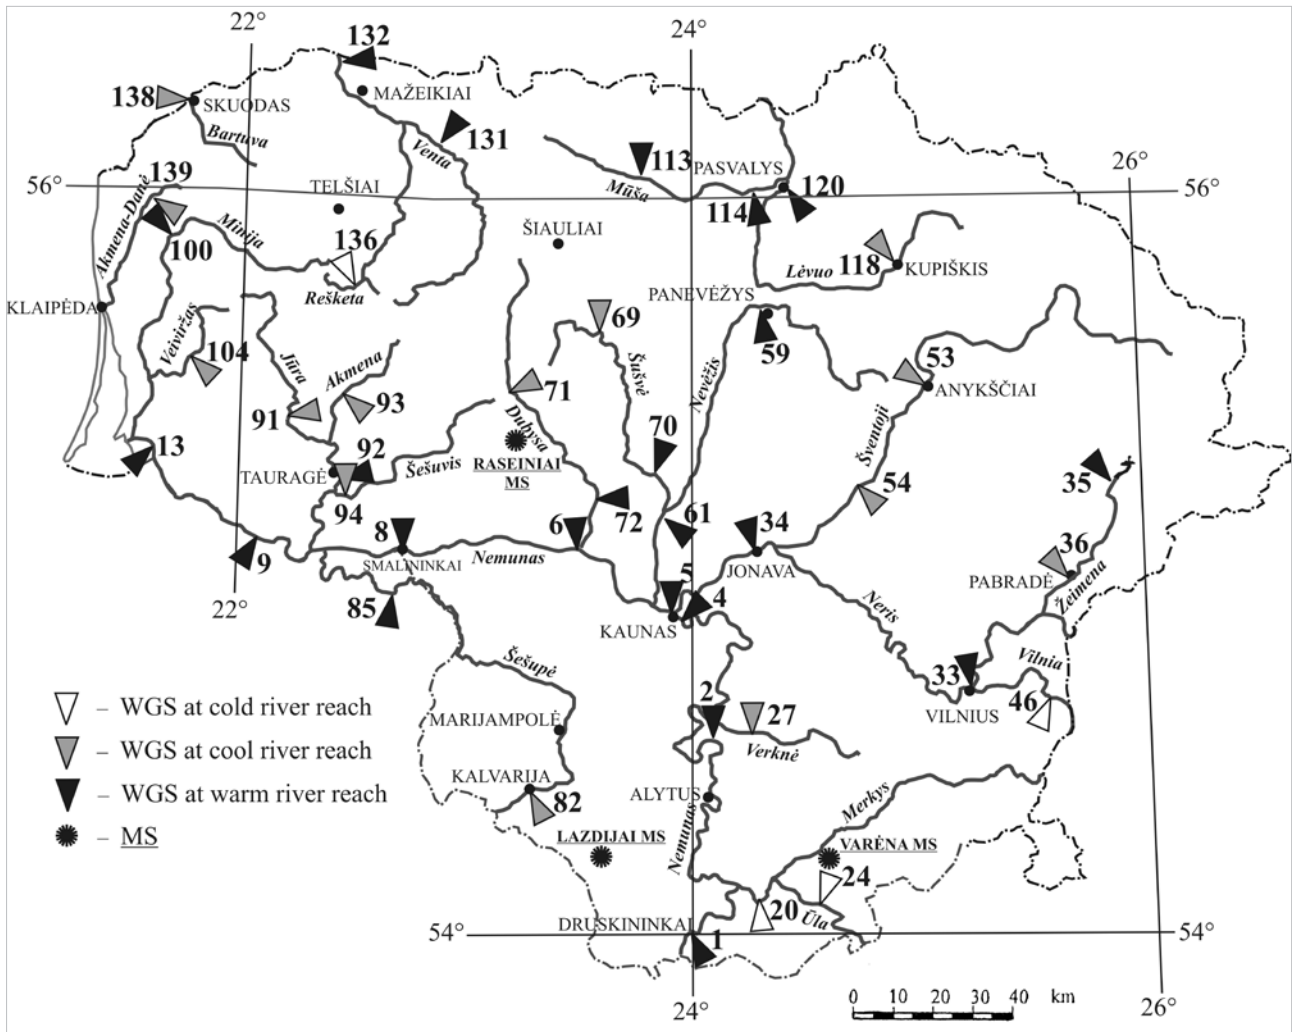 22°
24°
132
138
SKUODAS
MAŽEIKIAI
Bartuva
Venta
131
113
PASVALYS
26°
56°
139
TELŠIAI
Mūša
120
56°
114
Akmena-Danė
100
Minija
136
ŠIAULIAI
118
KUPIŠKIS
Lėvuo
Rešketa
KLAIPĖDA
PANEVĖŽYS
69
Veiviržas
104
59
53
Jūra
Akmena
Šušvė
Nevėžis
ANYKŠČIAI
71
93
91
Dubysa
70
Šventoji
13
92
RASEINIAI
MS
TAURAGĖ
Šešuvis
35
54
94
8
6
72
61
34
9
Nemunas
SMALININKAI
JONAVA
36
PABRADĖ
Žeimena
5
22°
85
4
KAUNAS
Neris
Šešupė
Vilnia
33
2
46
27
VILNIUS
WGS at cold river reach
MARIJAMPOLĖ
Verknė
– WGS at cool river reach
KALVARIJA
– WGS at warm river reach
82
ALYTUS
Merkys
– MS
LAZDIJAI MS
Nemunas
VARĖNA MS
24
20
Ūla
DRUSKININKAI
54°
1
54°
24°
0 10 20 30 40 km
26°